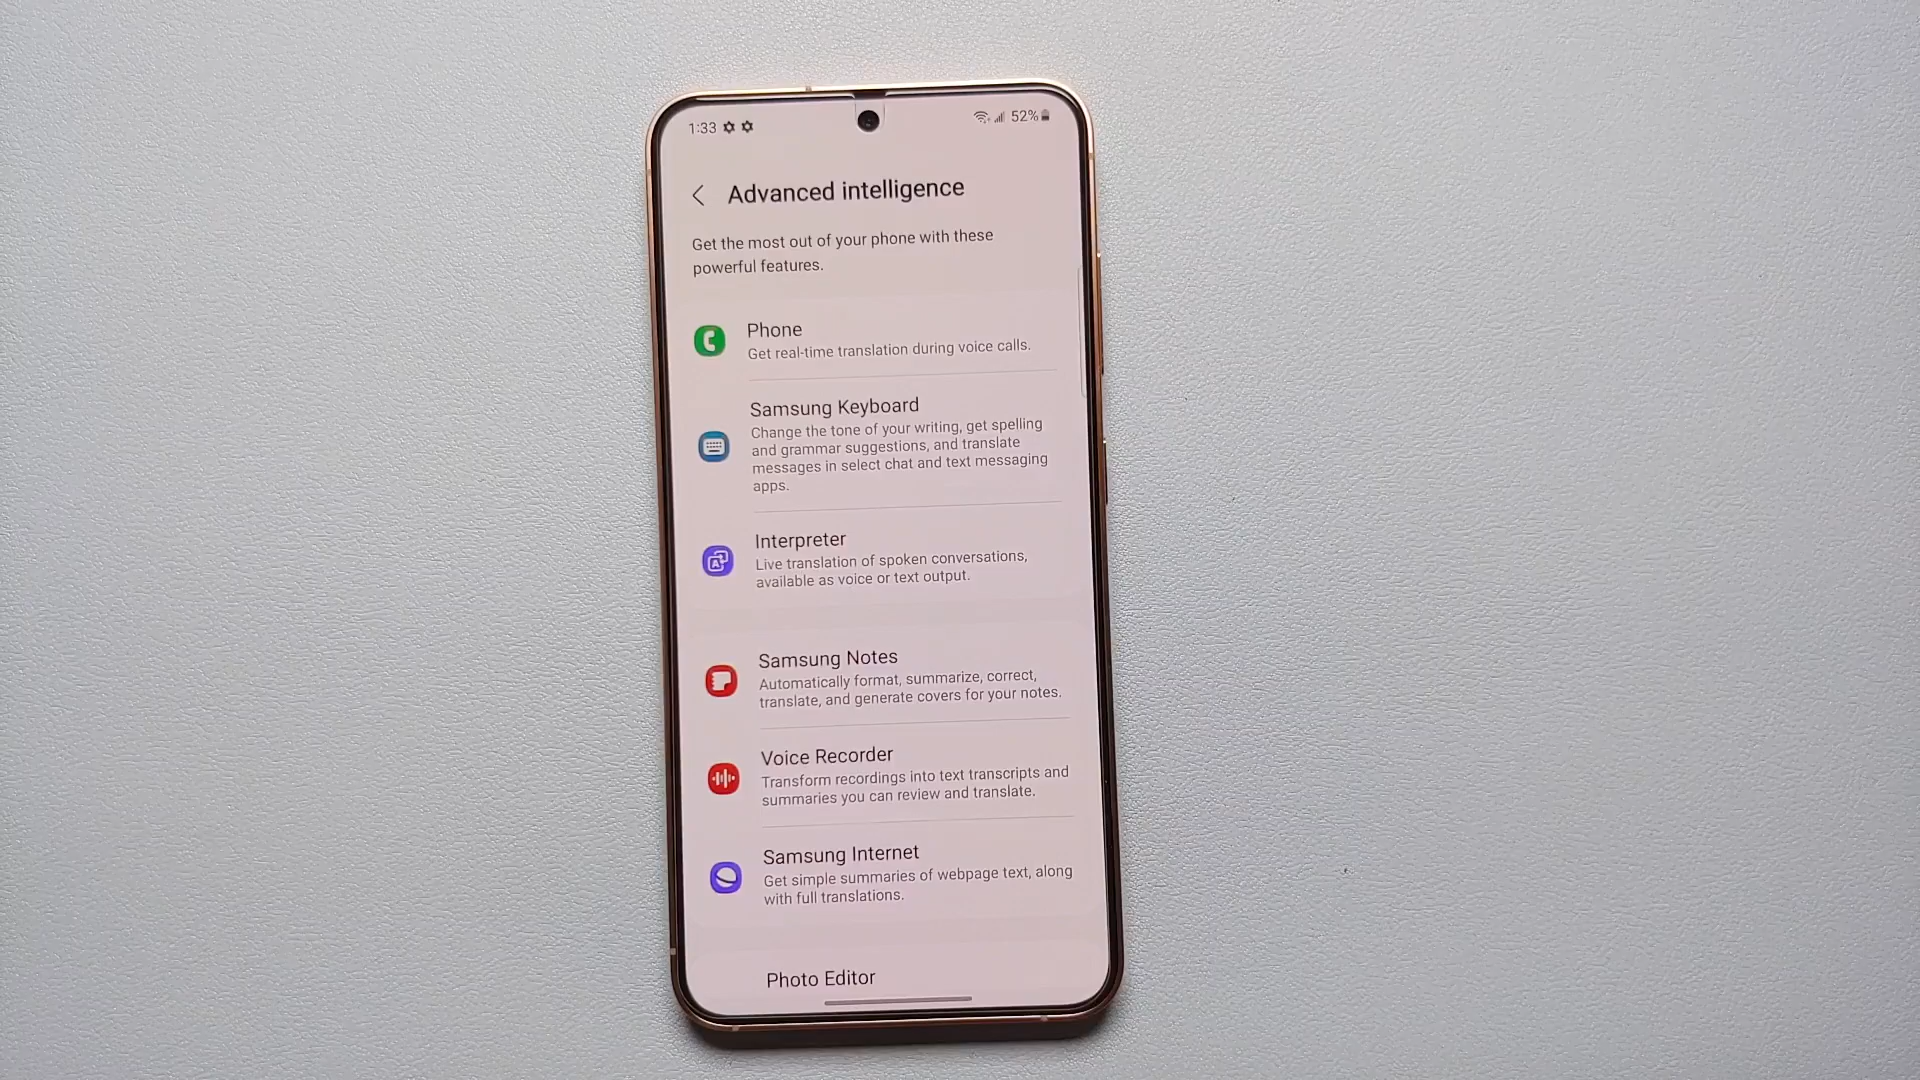 1:33
52%
Advanced intelligence
Get the most out of your phone with these
powerful features.
Phone
Get real-time translation during voice calls.
Samsung Keyboard
Change the tone of your writing, get spelling
and grammar suggestions, and translate
messages in select chat and text messaging
apps.
Interpreter
Live translation of spoken conversations,
available as voice or text output.
Samsung Notes
Automatically format, summarize, correct,
translate, and generate covers for your notes.
Voice Recorder
Transform recordings into text transcripts and
summaries you can review and translate.
Samsung Internet
Get simple summaries of webpage text, along
with full translations.
Photo Editor